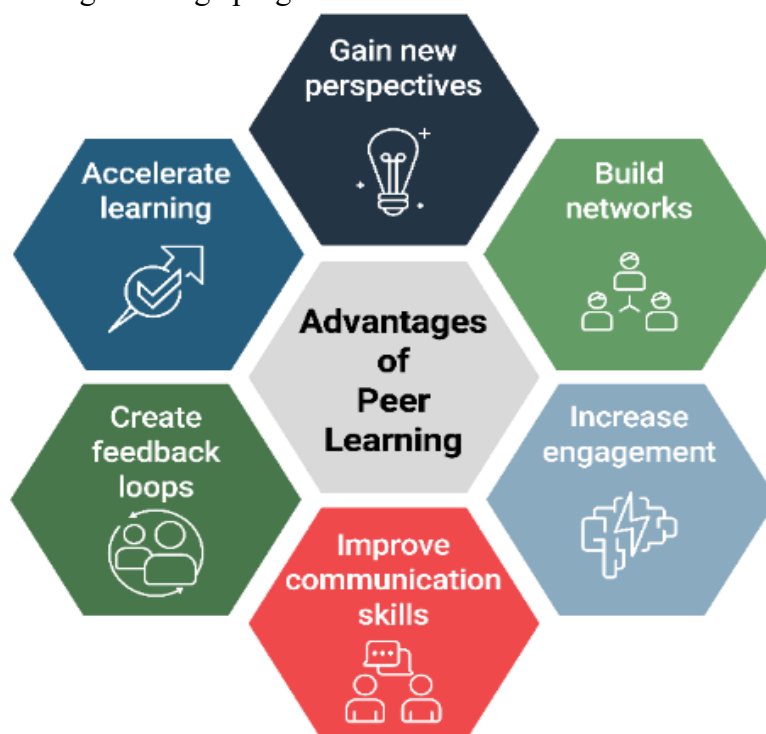 Gain new
perspectives
Accelerate
learning
Build
networks
Advantages
of
Peer
Learning
Create
feedback
loops
Increase
engagement
Improve
communication
skills